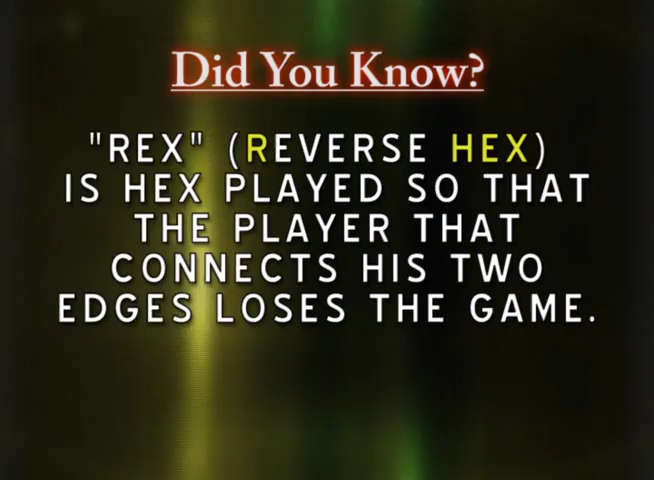 Did You Know?
"REX" (REVERSE HEX)
IS HEX PLAYED SO THAT
THE PLAYER THAT
CONNECTS HIS TWO
EDGES LOSES THE GAME.